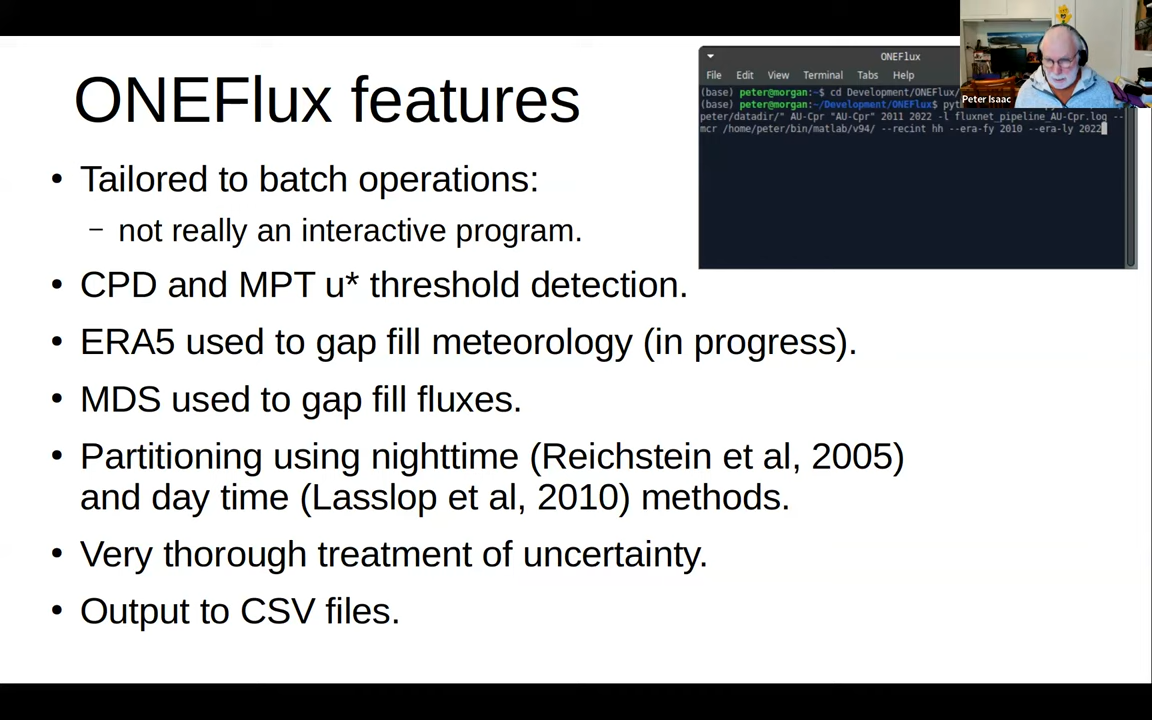 ONEFlux features
• Tailored to batch operations:
– not really an interactive program.
• CPD and MPT u* threshold detection.
• ERA5 used to gap fill meteorology (in progress).
• MDS used to gap fill fluxes.
• Partitioning using nighttime (Reichstein et al, 2005)
and day time (Lasslop et al, 2010) methods.
• Very thorough treatment of uncertainty.
• Output to CSV files.
ONEFlux
File Edit View Terminal Tabs Help
(base) peter@morgan:~$ cd Development/ONEFlux/
(base) peter@morgan:~/Development/ONEFlux$ pyt
peter/datadir/" AU-Cpr "AU-Cpr" 2011 2022 -l fluxnet_pipeline_AU-Cpr.log --
mcr /home/peter/bin/matlab/v94/ --recint hh --era-fy 2010 --era-ly 2022
Peter Isaac